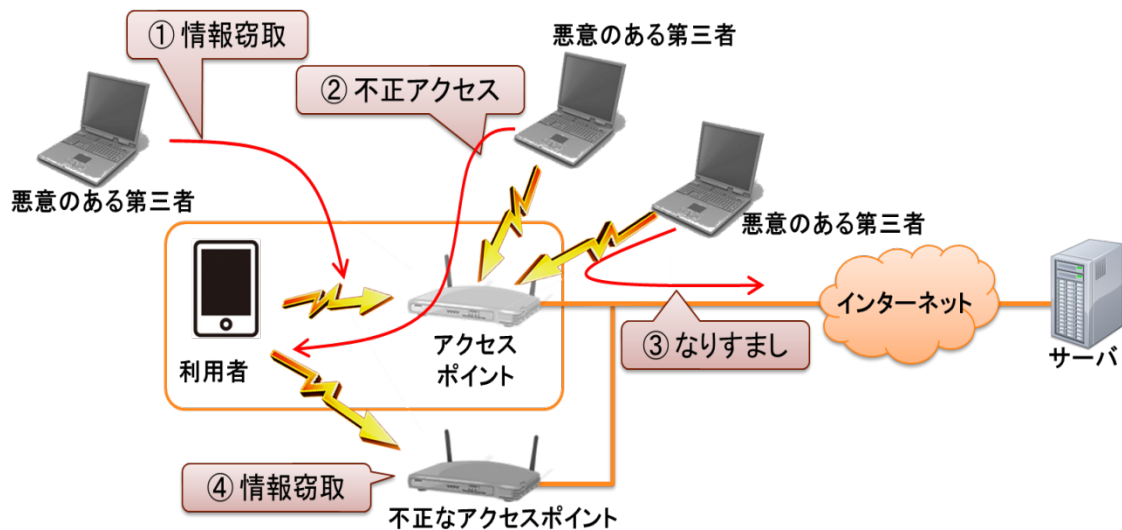 ① 情報窃取
悪意のある第三者
② 不正アクセス
悪意のある第三者
悪意のある第三者
インターネット
アクセス
ポイント
③ なりすまし
利用者
サーバ
④ 情報窃取
不正なアクセスポイント